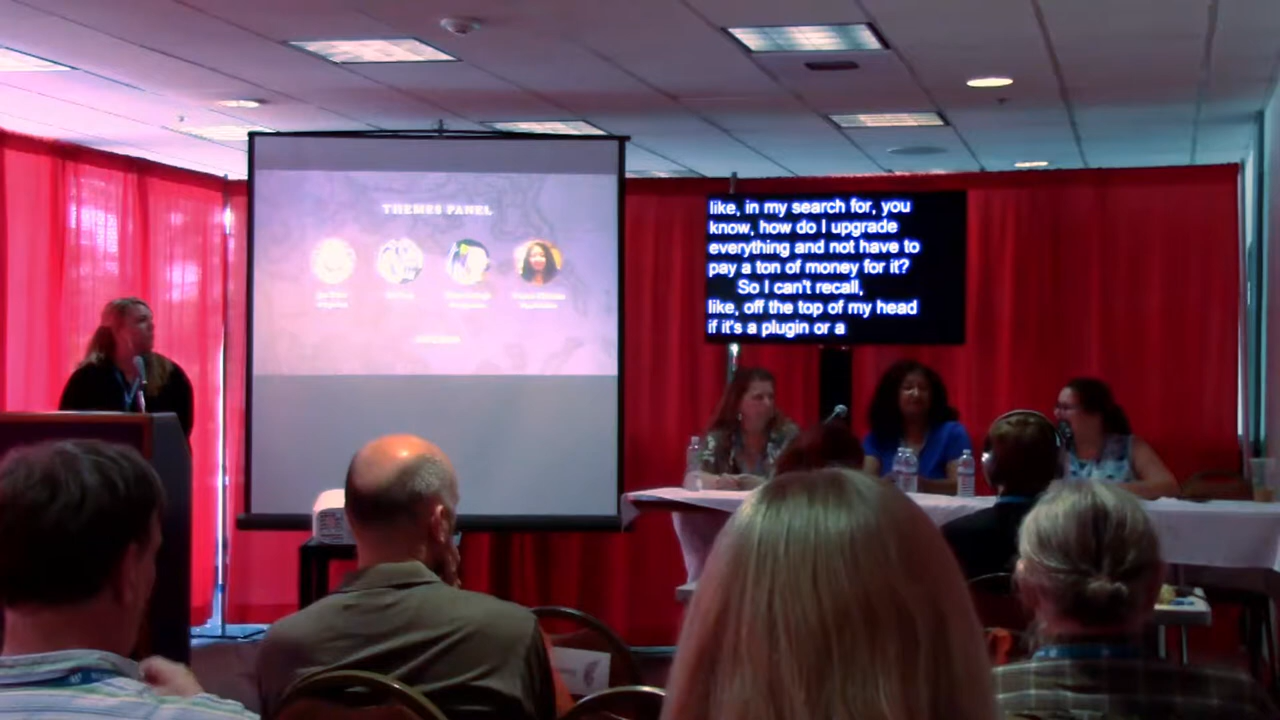 THEMES PANEL
like, in my search for, you
know, how do I upgrade
everything and not have to
pay a ton of money for it?
So I can't recall,
like, off the top of my head
if it's a plugin or a